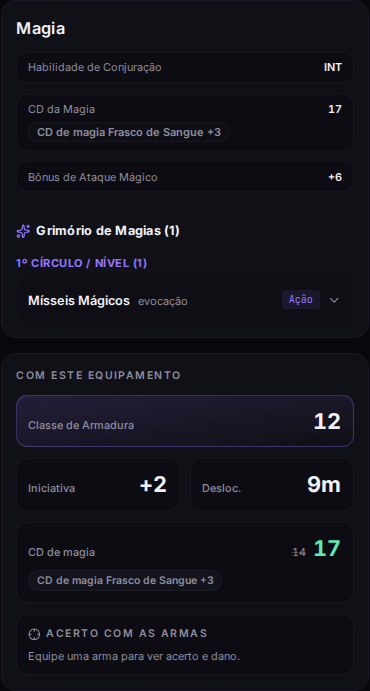 Magia
Habilidade de Conjuração INT
CD da Magia 17
CD de magia Frasco de Sangue +3
Bônus de Ataque Mágico +6
Grimório de Magias (1)
1º CÍRCULO / NÍVEL (1)
Mísseis Mágicos evocação Ação
COM ESTE EQUIPAMENTO
Classe de Armadura 12
Iniciativa +2 Desloc. 9m
CD de magia 14 17
CD de magia Frasco de Sangue +3
ACERTO COM AS ARMAS
Equipe uma arma para ver acerto e dano.